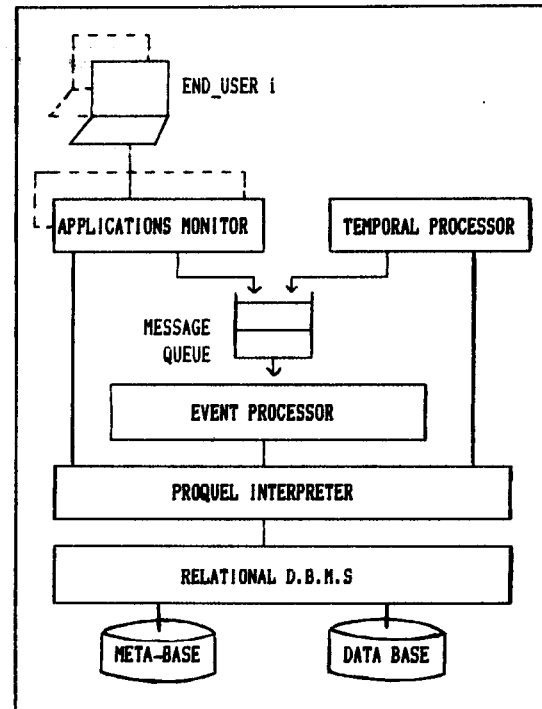 END_USER i
APPLICATIONS MONITOR
TEMPORAL PROCESSOR
MESSAGE
QUEUE
EVENT PROCESSOR
PROQUEL INTERPRETER
RELATIONAL D.B.M.S
META-BASE
DATA BASE